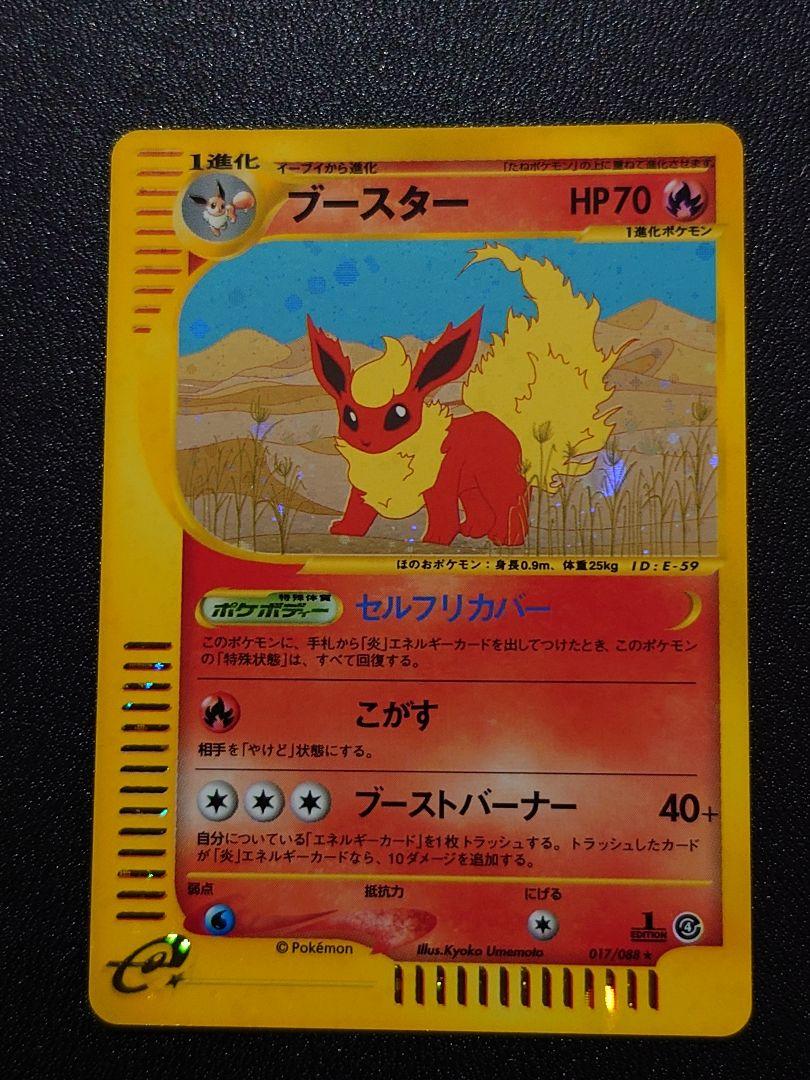 1進化
イーブイから進化
「たねポケモン」の上に重ねて進化させます。
ブースター
HP70
1進化ポケモン
ほのおポケモン：身長0.9m、体重25kg ID:E-59
特殊体質
ポケボディー
セルフリカバー
このポケモンに、手札から「炎」エネルギーカードを出してつけたとき、このポケモン
の「特殊状態」は、すべて回復する。
こがす
相手を「やけど」状態にする。
ブーストバーナー
40+
自分についている「エネルギーカード」を1枚トラッシュする。トラッシュしたカード
が「炎」エネルギーカードなら、10ダメージを追加する。
弱点
抵抗力
にげる
1
EDITION
4
© Pokémon
Illus.Kyoko Umemoto
017/088 ★
e